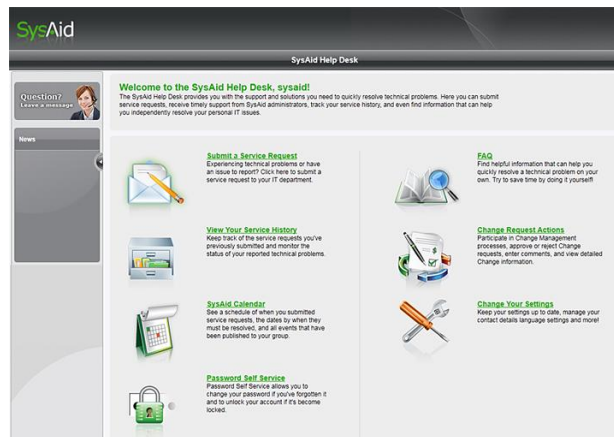 SysAid
SysAid Help Desk
Question?
Leave a message
News
Welcome to the SysAid Help Desk, sysaid!
The SysAid Help Desk provides you with the support and solutions you need to quickly resolve technical problems. Here you can submit
service requests, receive timely support from SysAid administrators, track your service history, and even find information that can help
you independently resolve your personal IT issues.
Submit a Service Request
Experiencing technical problems or have
an issue to report? Click here to submit a
service request to your IT department.
View Your Service History
Keep track of the service requests you've
previously submitted and monitor the
status of your reported technical problems.
SysAid Calendar
See a schedule of when you submitted
service requests, the dates by when they
must be resolved, and all events that have
been published to your group.
Password Self Service
Password Self Service allows you to
change your password if you've forgotten it
and to unlock your account if it's become
locked.
FAQ
Find helpful information that can help you
quickly resolve a technical problem on your
own. Try to save time by doing it yourself!
Change Request Actions
Participate in Change Management
processes, approve or reject Change
requests, enter comments, and view detailed
Change information.
Change Your Settings
Keep your settings up to date, manage your
contact details language settings and more!